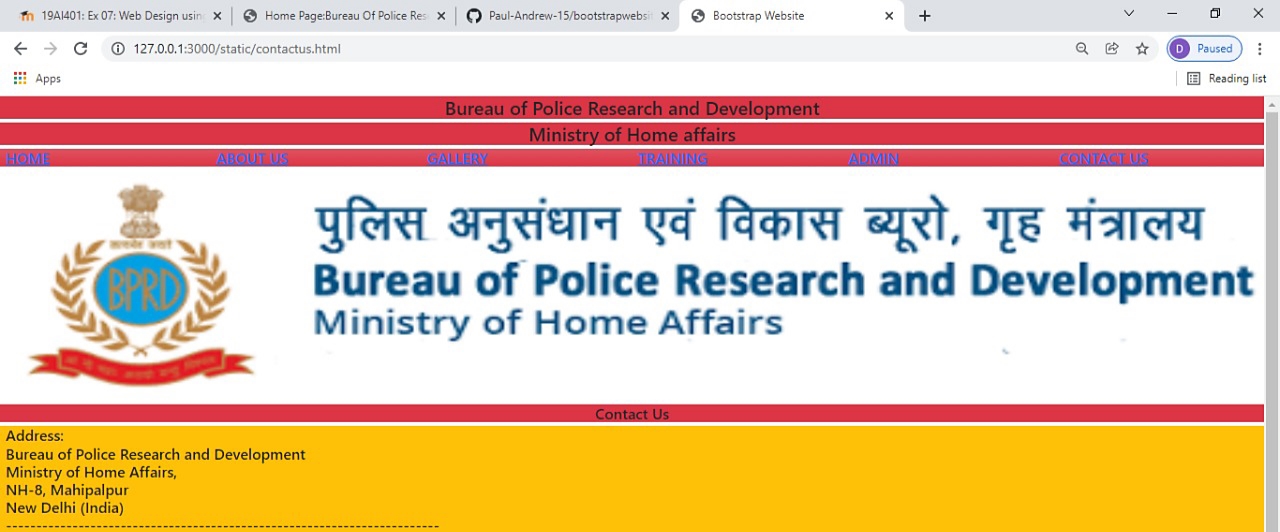 19AI401: Ex 07: Web Design usin
Home Page:Bureau Of Police Res
Paul-Andrew-15/bootstrapwebsit
Bootstrap Website
127.0.0.1:3000/static/contactus.html
D Paused
Apps
Reading list
Bureau of Police Research and Development
Ministry of Home affairs
HOME ABOUT US GALLERY TRAINING ADMIN CONTACT US
सत्यमेव जयते
BPRD
पुलिस अनुसंधान एवं विकास ब्यूरो, गृह मंत्रालय
Bureau of Police Research and Development
Ministry of Home Affairs
Contact Us
Address:
Bureau of Police Research and Development
Ministry of Home Affairs,
NH-8, Mahipalpur
New Delhi (India)
------------------------------------------------------------------------